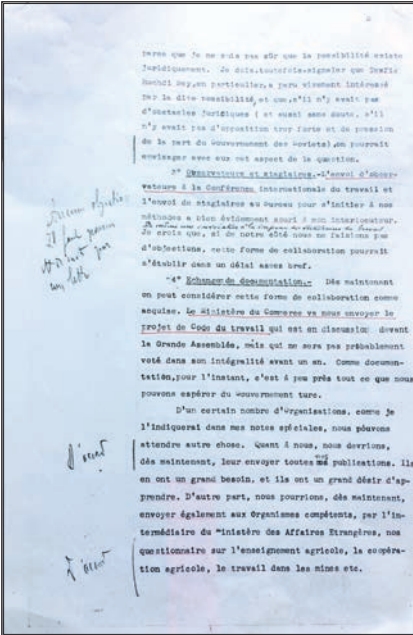 parce que je ne suis pas sûr que la possibilité existe
juridiquement. Je dois, toutefois, signaler que Tewfic
Rouchdi Bey, en particulier, a paru vivement intéressé
par la dite possibilité, et que, s'il n'y avait pas
d'obstacles juridiques ( et aussi sans doute, s'il
n'y avait pas d'opposition trop forte et de pression
de la part du Gouvernement des Soviets), on pourrait
envisager avec eux cet aspect de la question.
3° Observateurs et stagiaires.- L'envoi d'obser-
vateurs à la Conférence internationale du travail et
l'envoi de stagiaires au Bureau pour s'initier à nos
méthodes a bien évidemment souri à mon interlocuteur.
Je crois que, si de notre côté nous ne faisions pas
d'objections, cette forme de collaboration pourrait
s'établir dans un délai assez bref.
Aucune objection
Il faut
lettre
"4° Echange de documentation.- Dès maintenant
on peut considérer cette forme de collaboration comme
acquise. Le Ministère du Commerce va nous envoyer le
projet de Code du travail qui est en discussion devant
la Grande Assemblée, mais qui ne sera pas probablement
voté dans son intégralité avant un an. Comme documen-
tation, pour l'instant, c'est à peu près tout ce que nous
pouvons espérer du Gouvernement turc.
D'un certain nombre d'Organisations, comme je
l'indiquerai dans mes notes spéciales, nous pouvons
attendre autre chose. Quant à nous, nous devrions,
dès maintenant, leur envoyer toutes nos publications. Ils
en ont un grand besoin, et ils ont un grand désir d'ap-
prendre. D'autre part, nous pourrions, dès maintenant,
envoyer également aux Organismes compétents, par l'in-
termédiaire du Ministère des Affaires Etrangères, nos
questionnaire sur l'enseignement agricole, la coopéra-
tion agricole, le travail dans les mines etc.
D'accord
D'accord